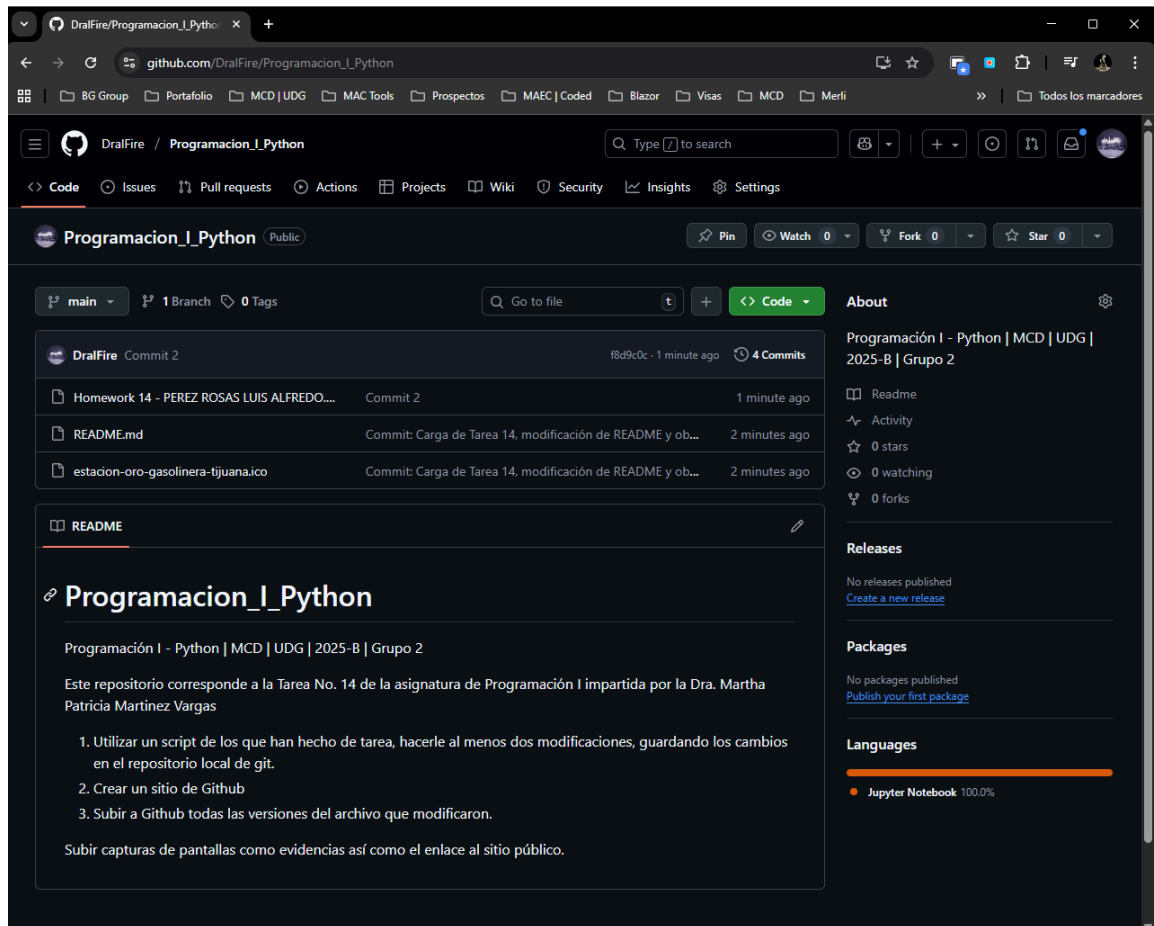 DralFire/Programacion_I_Python
github.com/DralFire/Programacion_I_Python
BG Group Portafolio MCD | UDG MAC Tools Prospectos MAEC | Coded Blazor Visas MCD Merli » Todos los marcadores
DralFire / Programacion_I_Python Type / to search
Code Issues Pull requests Actions Projects Wiki Security Insights Settings
Programacion_I_Python Public Pin Watch 0 Fork 0 Star 0
main 1 Branch 0 Tags Go to file t Code
DralFire Commit 2 f8d9c0c · 1 minute ago 4 Commits
Homework 14 - PEREZ ROSAS LUIS ALFREDO.... Commit 2 1 minute ago
README.md Commit: Carga de Tarea 14, modificación de README y ob... 2 minutes ago
estacion-oro-gasolinera-tijuana.ico Commit: Carga de Tarea 14, modificación de README y ob... 2 minutes ago
README
Programacion_I_Python
Programación I - Python | MCD | UDG | 2025-B | Grupo 2
Este repositorio corresponde a la Tarea No. 14 de la asignatura de Programación I impartida por la Dra. Martha
Patricia Martinez Vargas
1. Utilizar un script de los que han hecho de tarea, hacerle al menos dos modificaciones, guardando los cambios
en el repositorio local de git.
2. Crear un sitio de Github
3. Subir a Github todas las versiones del archivo que modificaron.
Subir capturas de pantallas como evidencias así como el enlace al sitio público.
About
Programación I - Python | MCD | UDG |
2025-B | Grupo 2
Readme
Activity
0 stars
0 watching
0 forks
Releases
No releases published
Create a new release
Packages
No packages published
Publish your first package
Languages
Jupyter Notebook 100.0%